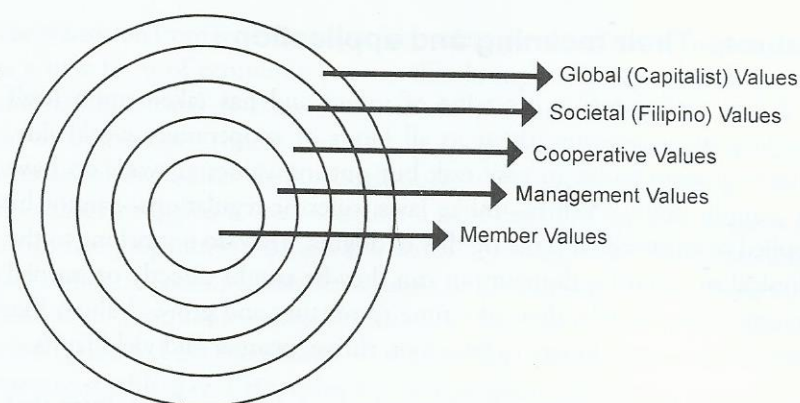 Global (Capitalist) Values
Societal (Filipino) Values
Cooperative Values
Management Values
Member Values